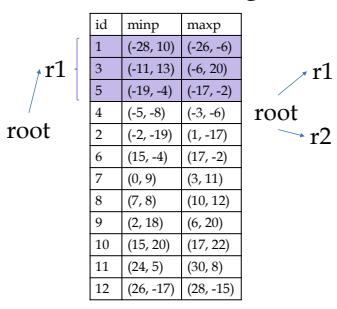 id minp maxp
1 (-28, 10) (-26, -6)
3 (-11, 13) (-6, 20)
5 (-19, -4) (-17, -2)
4 (-5, -8) (-3, -6)
2 (-2, -19) (1, -17)
6 (15, -4) (17, -2)
7 (0, 9) (3, 11)
8 (7, 8) (10, 12)
9 (2, 18) (6, 20)
10 (15, 20) (17, 22)
11 (24, 5) (30, 8)
12 (26, -17) (28, -15)
r1
root
r1
root
r2